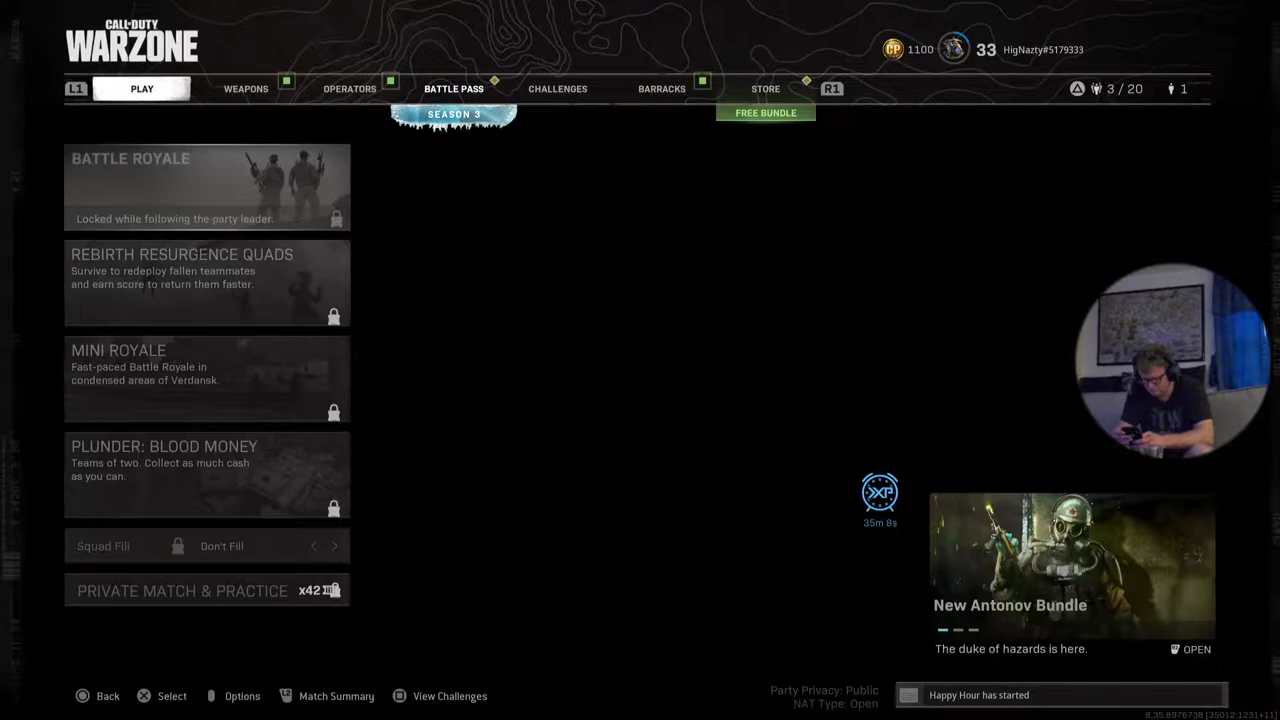 CALL OF DUTY
WARZONE
CP 1100 33 HigNazty#5179333
L1 PLAY WEAPONS OPERATORS BATTLE PASS CHALLENGES BARRACKS STORE R1 3 / 20 1
SEASON 3 FREE BUNDLE
BATTLE ROYALE
Locked while following the party leader.
REBIRTH RESURGENCE QUADS
Survive to redeploy fallen teammates
and earn score to return them faster.
MINI ROYALE
Fast-paced Battle Royale in
condensed areas of Verdansk.
PLUNDER: BLOOD MONEY
Teams of two. Collect as much cash
as you can.
Squad Fill Don't Fill
PRIVATE MATCH & PRACTICE x42
XP
35m 8s
New Antonov Bundle
The duke of hazards is here. OPEN
Back Select Options L2 Match Summary View Challenges
Party Privacy: Public
NAT Type: Open
Happy Hour has started